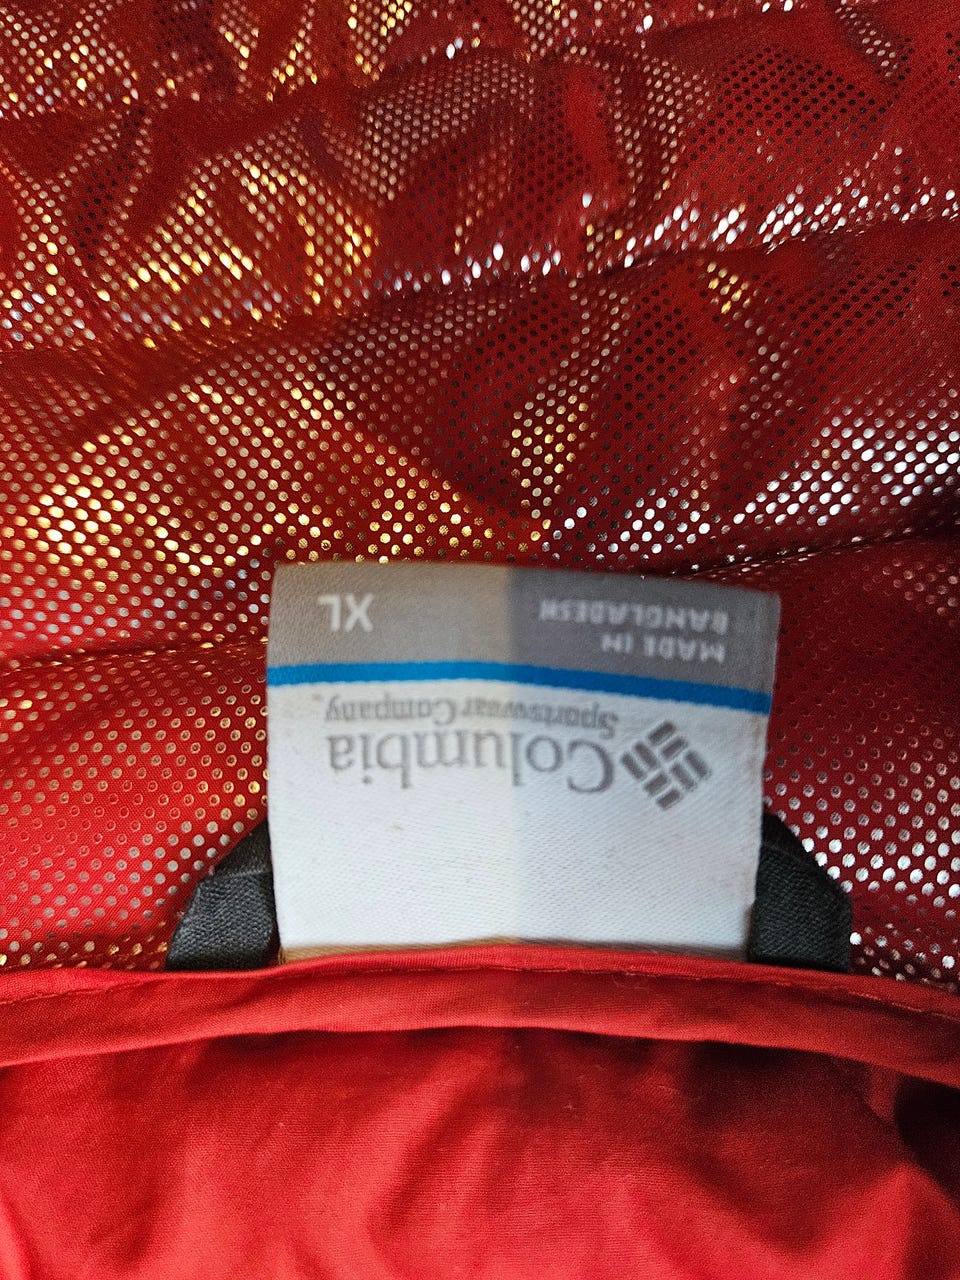 Columbia
Sportswear Company
MADE IN
BANGLADESH
XL